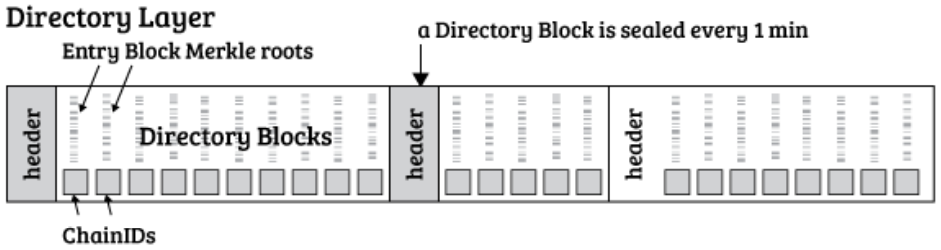 Directory Layer
Entry Block Merkle roots
a Directory Block is sealed every 1 min
header
Directory Blocks
header
header
ChainIDs